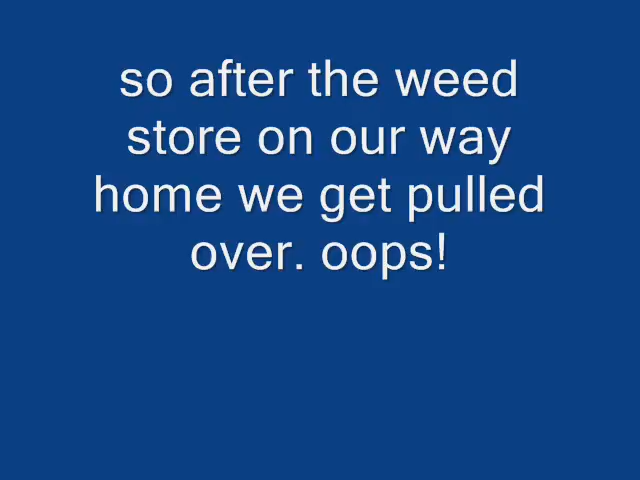 so after the weed
store on our way
home we get pulled
over. oops!